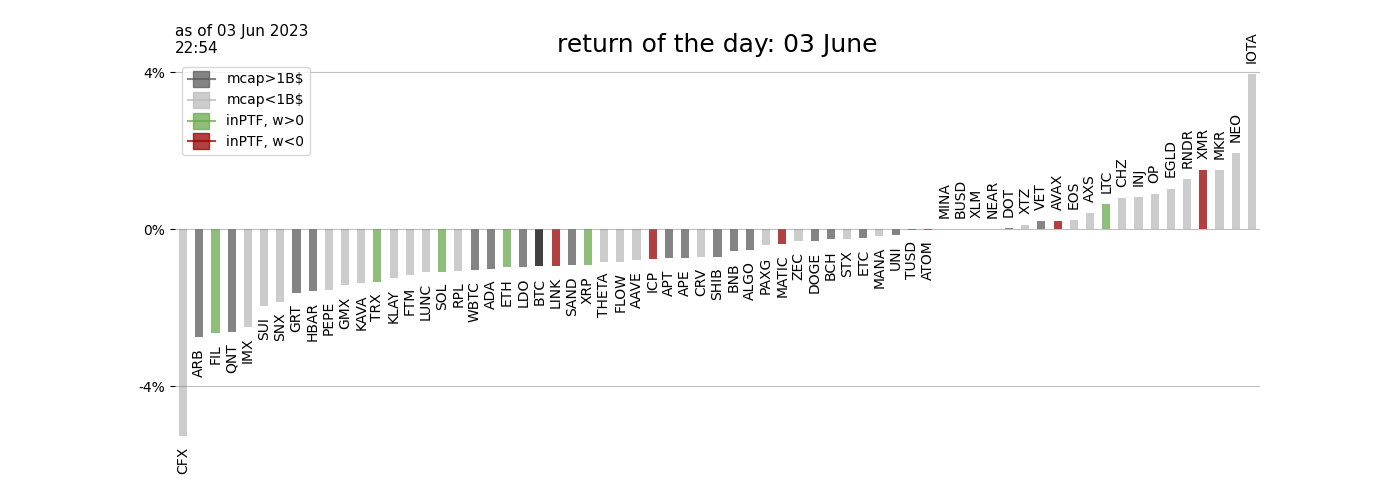 as of 03 Jun 2023
22:54
return of the day: 03 June
4%
0%
-4%
mcap>1B$
mcap<1B$
inPTF, w>0
inPTF, w<0
CFX
ARB
FIL
QNT
IMX
SUI
SNX
GRT
HBAR
PEPE
GMX
KAVA
TRX
KLAY
FTM
LUNC
SOL
RPL
WBTC
ADA
ETH
LDO
BTC
LINK
SAND
XRP
THETA
FLOW
AAVE
ICP
APT
APE
CRV
SHIB
BNB
ALGO
PAXG
MATIC
ZEC
DOGE
BCH
STX
ETC
MANA
UNI
TUSD
ATOM
MINA
BUSD
XLM
NEAR
DOT
XTZ
VET
AVAX
EOS
AXS
LTC
CHZ
INJ
OP
EGLD
RNDR
XMR
MKR
NEO
IOTA